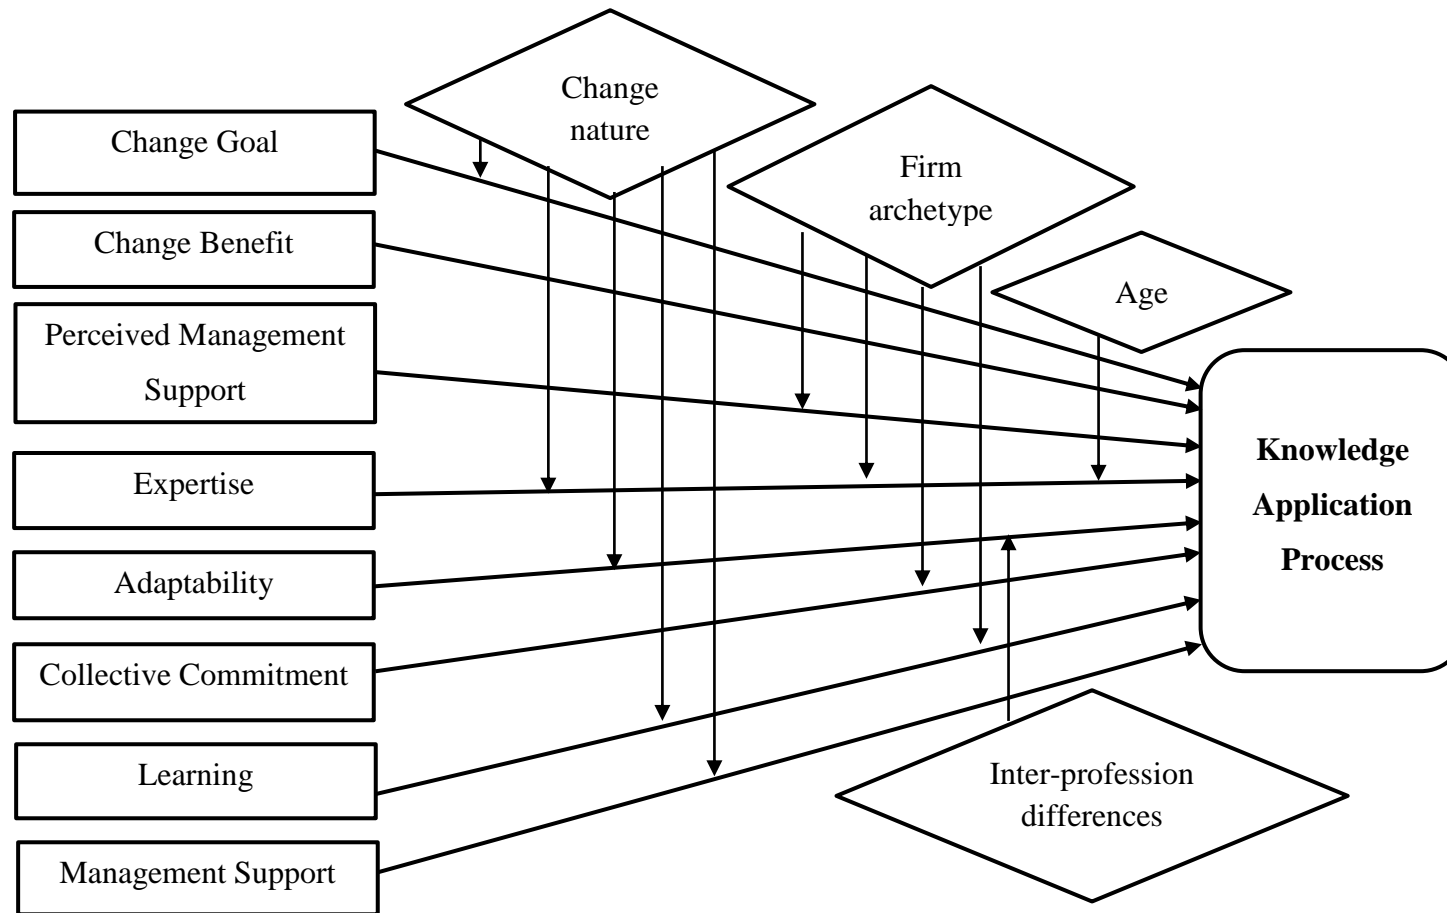 Change
nature
Change Goal
Firm
archetype
Change Benefit
Age
Perceived Management
Support
Knowledge
Application
Process
Expertise
Adaptability
Collective Commitment
Learning
Inter-profession
differences
Management Support